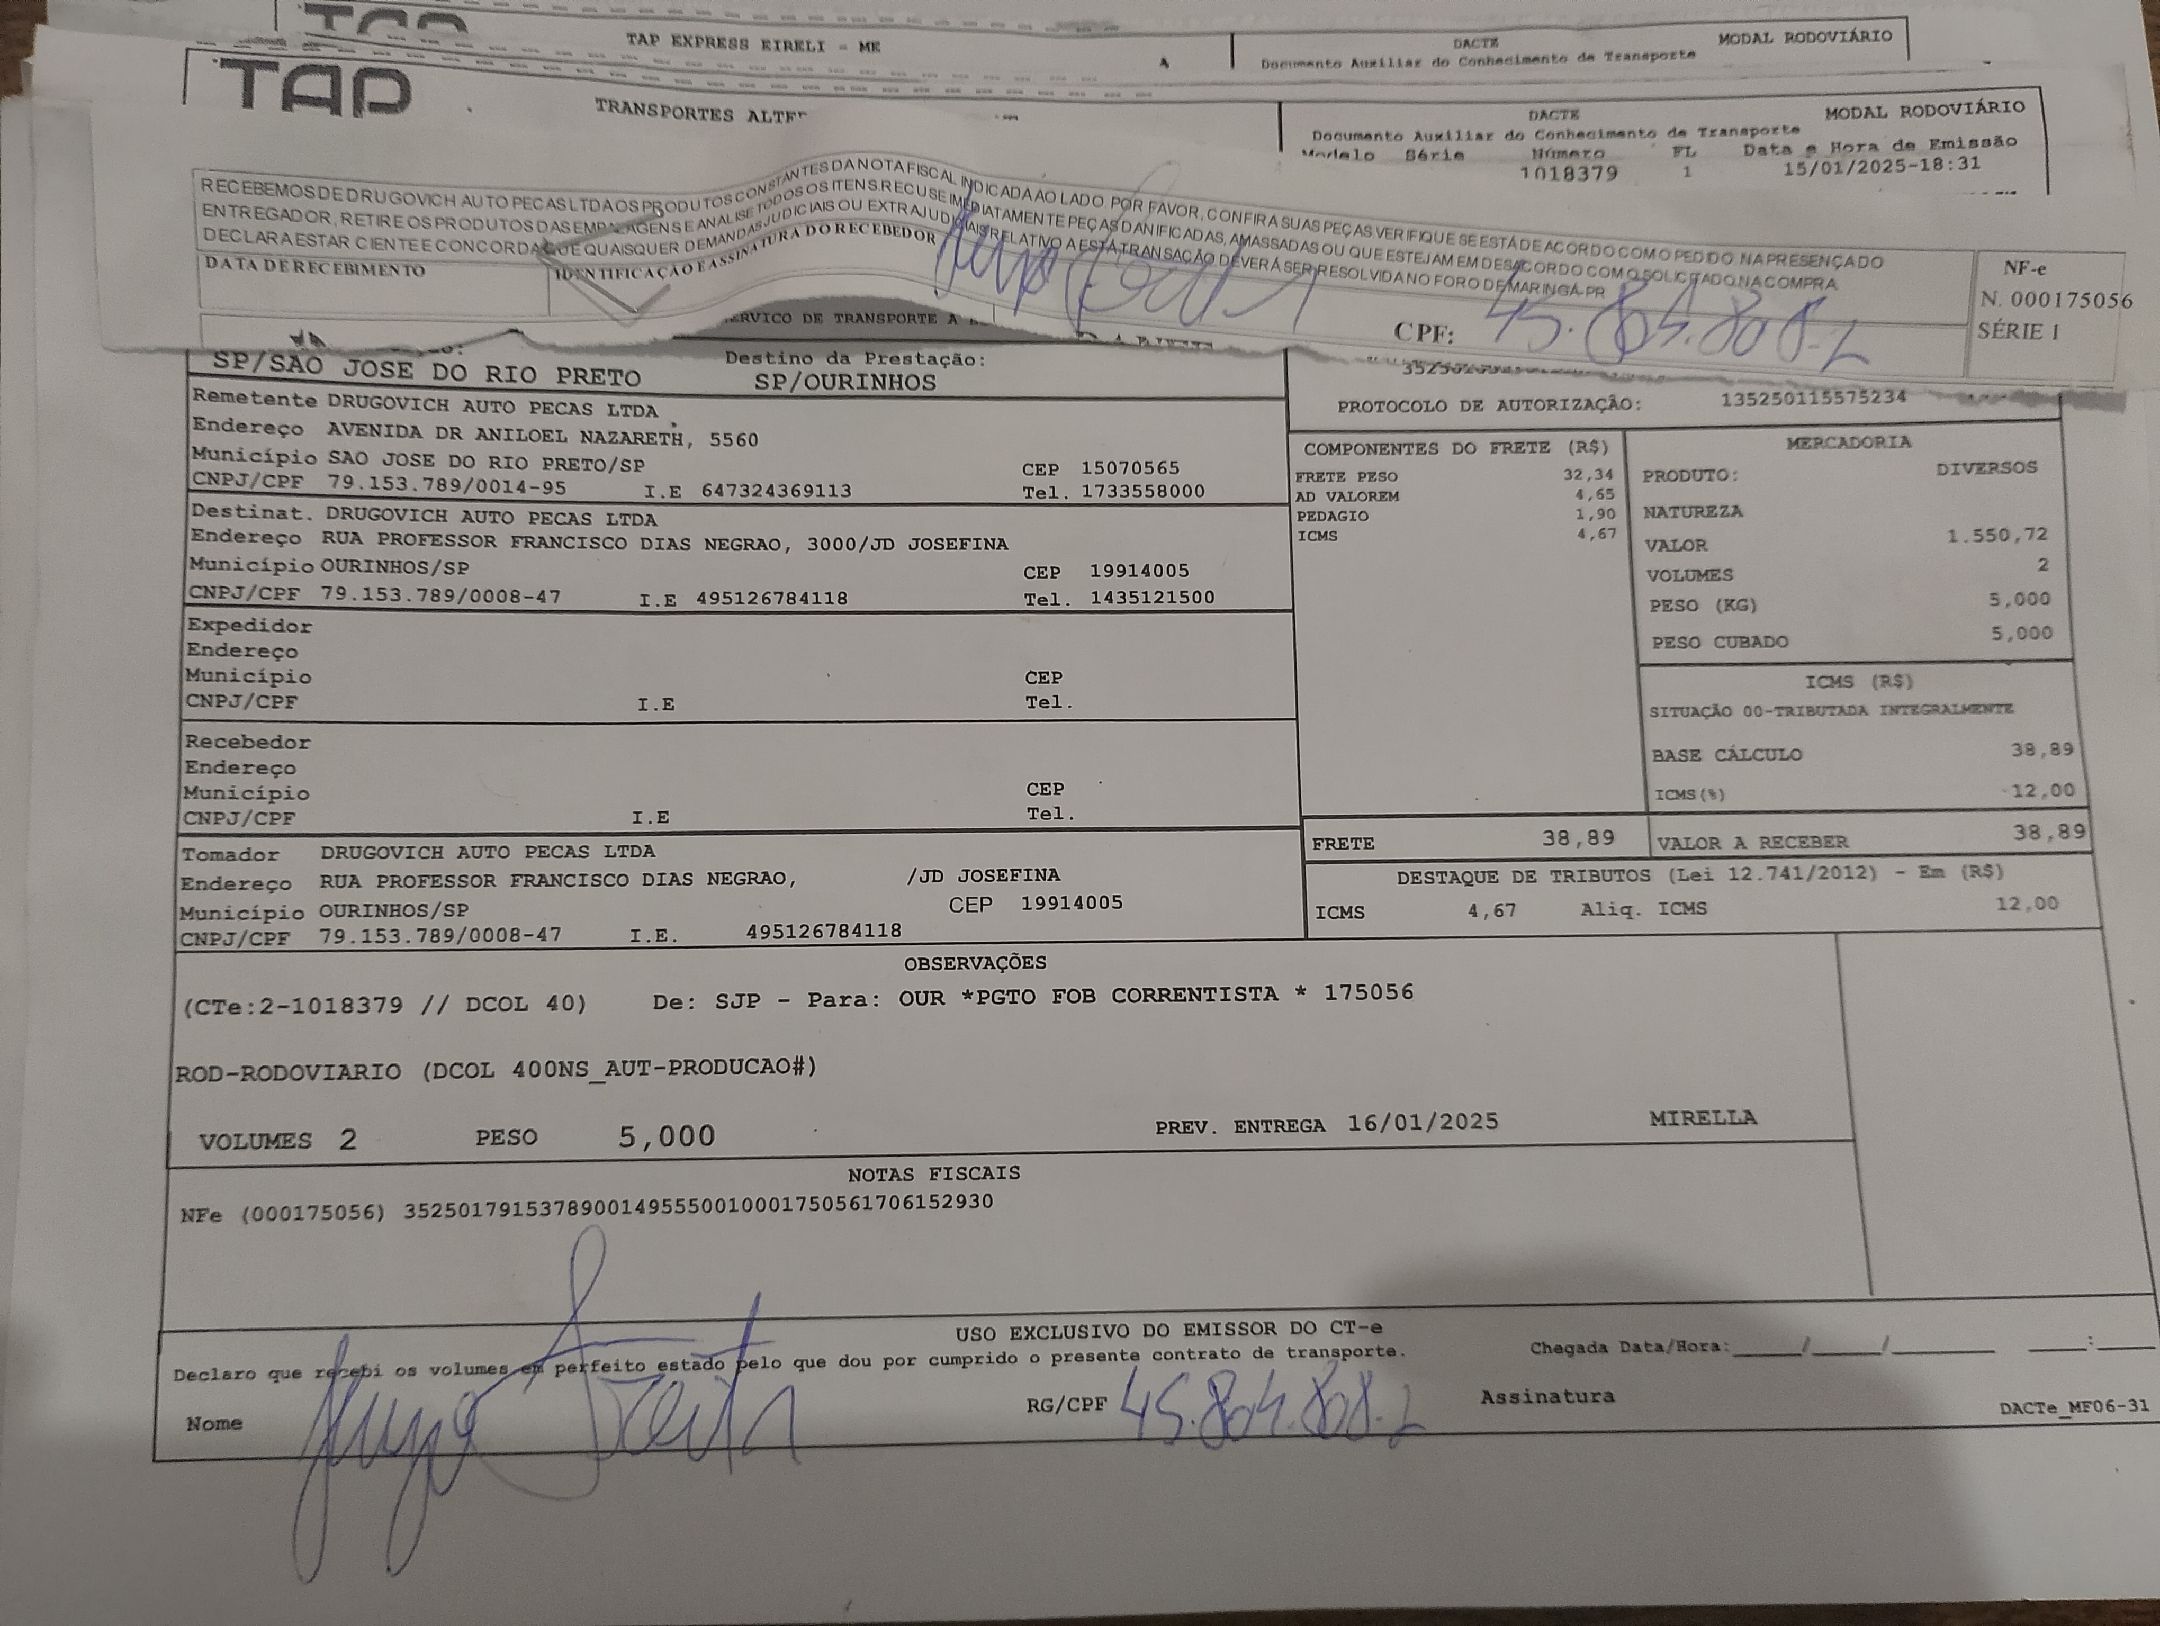 TAP EXPRESS EIRELI - ME
DACTE
MODAL RODOVIÁRIO
A
Documento Auxiliar do Conhecimento de Transporte
TAP
TRANSPORTES
DACTE
MODAL RODOVIÁRIO
Documento Auxiliar do Conhecimento de Transporte
Modelo Série Número FL Data e Hora de Emissão
1018379 1 15/01/2025-18:31
RECEBEMOS DE DRUGOVICH AUTO PECAS LTDA OS PRODUTOS CONSTANTES DA NOTA FISCAL INDICADA AO LADO. POR FAVOR, CONFIRA SUAS PEÇAS VERIFIQUE SE ESTÁ DE ACORDO COM O PEDIDO NA PRESENÇA DO
ENTREGADOR, RETIRE OS PRODUTOS DAS EMBALAGENS E ANALISE TODOS OS ITENS. RECUSE IMEDIATAMENTE PEÇAS DANIFICADAS, AMASSADAS OU QUE ESTEJAM EM DESACORDO COM O SOLICITADO NA COMPRA
DECLARA ESTAR CIENTE E CONCORDA QUE QUAISQUER DEMANDAS JUDICIAIS OU EXTRAJUDICIAIS RELATIVO A ESTÁ TRANSAÇÃO DEVERÁ SER RESOLVIDA NO FORO DE MARINGÁ-PR
DATA DE RECEBIMENTO
IDENTIFICAÇÃO E ASSINATURA DO RECEBEDOR
CPF: 45.804.808-2
NF-e
N. 000175056
SÉRIE 1
SERVICO DE TRANSPORTE A
SP/SAO JOSE DO RIO PRETO
Destino da Prestação:
SP/OURINHOS
PROTOCOLO DE AUTORIZAÇÃO: 135250115575234
Remetente DRUGOVICH AUTO PECAS LTDA
Endereço AVENIDA DR ANILOEL NAZARETH, 5560
Município SAO JOSE DO RIO PRETO/SP CEP 15070565
CNPJ/CPF 79.153.789/0014-95 I.E 647324369113 Tel. 1733558000
Destinat. DRUGOVICH AUTO PECAS LTDA
Endereço RUA PROFESSOR FRANCISCO DIAS NEGRAO, 3000/JD JOSEFINA
Município OURINHOS/SP CEP 19914005
CNPJ/CPF 79.153.789/0008-47 I.E 495126784118 Tel. 1435121500
Expedidor
Endereço
Município CEP
CNPJ/CPF I.E Tel.
Recebedor
Endereço
Município CEP
CNPJ/CPF I.E Tel.
Tomador DRUGOVICH AUTO PECAS LTDA
Endereço RUA PROFESSOR FRANCISCO DIAS NEGRAO, /JD JOSEFINA
Município OURINHOS/SP CEP 19914005
CNPJ/CPF 79.153.789/0008-47 I.E. 495126784118
COMPONENTES DO FRETE (R$)
FRETE PESO 32,34
AD VALOREM 4,65
PEDAGIO 1,90
ICMS 4,67
MERCADORIA
PRODUTO: DIVERSOS
NATUREZA
VALOR 1.550,72
VOLUMES 2
PESO (KG) 5,000
PESO CUBADO 5,000
ICMS (R$)
SITUAÇÃO 00-TRIBUTADA INTEGRALMENTE
BASE CÁLCULO 38,89
ICMS(%) 12,00
FRETE 38,89 VALOR A RECEBER 38,89
DESTAQUE DE TRIBUTOS (Lei 12.741/2012) - Em (R$)
ICMS 4,67 Aliq. ICMS 12,00
OBSERVAÇÕES
(CTe:2-1018379 // DCOL 40) De: SJP - Para: OUR *PGTO FOB CORRENTISTA * 175056
ROD-RODOVIARIO (DCOL 400NS_AUT-PRODUCAO#)
VOLUMES 2 PESO 5,000 PREV. ENTREGA 16/01/2025 MIRELLA
NOTAS FISCAIS
NFe (000175056) 35250179153789001495550010001750561706152930
USO EXCLUSIVO DO EMISSOR DO CT-e
Declaro que recebi os volumes em perfeito estado pelo que dou por cumprido o presente contrato de transporte.
Chegada Data/Hora:_____/_____/________ ____:____
Nome
RG/CPF 45.804.808-2
Assinatura
DACTe_MF06-31